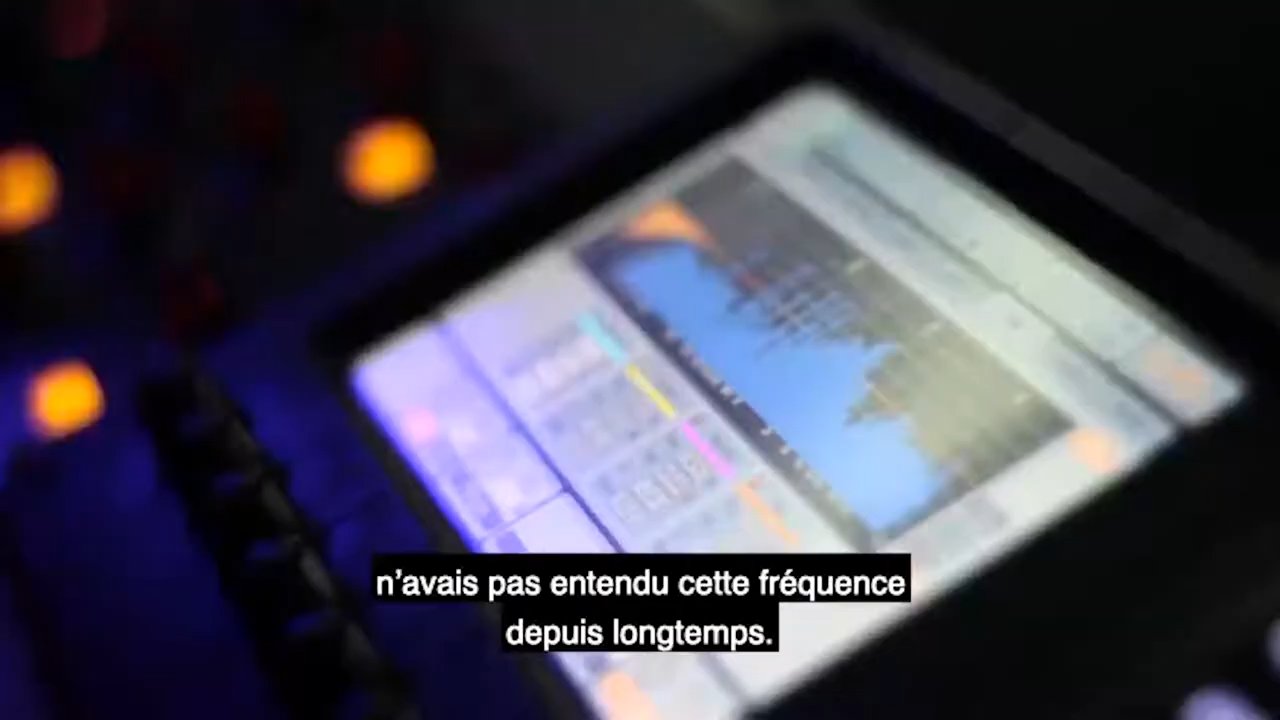 n’avais pas entendu cette fréquence
depuis longtemps.